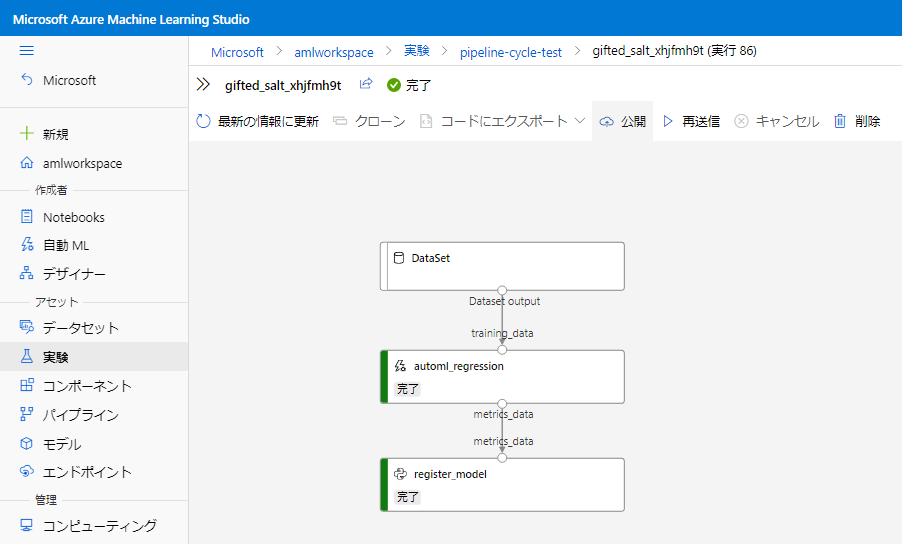 Microsoft Azure Machine Learning Studio
Microsoft > amlworkspace > 実験 > pipeline-cycle-test > gifted_salt_xhjfmh9t (実行 86)
Microsoft
gifted_salt_xhjfmh9t 完了
最新の情報に更新 クローン コードにエクスポート 公開 再送信 キャンセル 削除
新規
amlworkspace
作成者
Notebooks
自動 ML
デザイナー
アセット
データセット
実験
コンポーネント
パイプライン
モデル
エンドポイント
管理
コンピューティング
DataSet
Dataset output
training_data
automl_regression
完了
metrics_data
metrics_data
register_model
完了